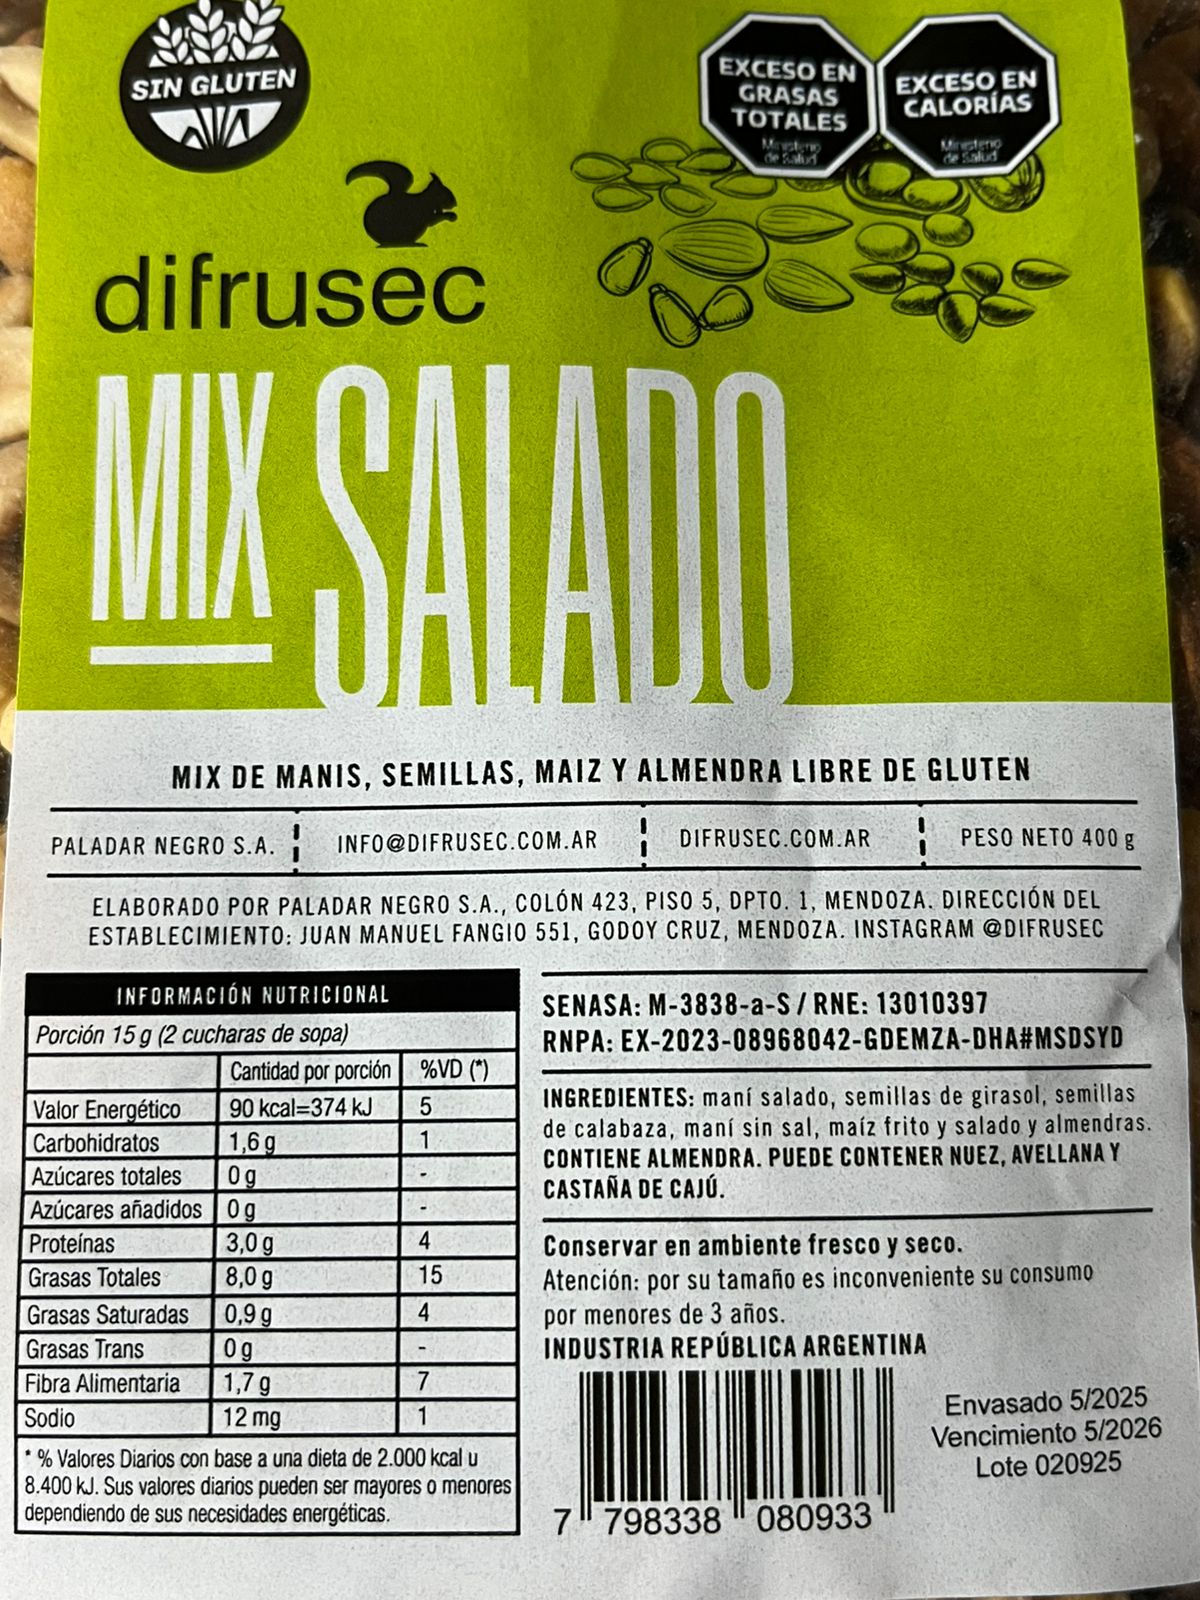 SIN GLUTEN
EXCESO EN
GRASAS
TOTALES
Ministerio
de Salud
EXCESO EN
CALORÍAS
Ministerio
de Salud
difrusec
MIX SALADO
MIX DE MANIS, SEMILLAS, MAIZ Y ALMENDRA LIBRE DE GLUTEN
PALADAR NEGRO S.A. INFO@DIFRUSEC.COM.AR DIFRUSEC.COM.AR PESO NETO 400 g
ELABORADO POR PALADAR NEGRO S.A., COLÓN 423, PISO 5, DPTO. 1, MENDOZA. DIRECCIÓN DEL
ESTABLECIMIENTO: JUAN MANUEL FANGIO 551, GODOY CRUZ, MENDOZA. INSTAGRAM @DIFRUSEC
INFORMACIÓN NUTRICIONAL
Porción 15 g (2 cucharas de sopa)
Cantidad por porción %VD (*)
Valor Energético 90 kcal=374 kJ 5
Carbohidratos 1,6 g 1
Azúcares totales 0 g -
Azúcares añadidos 0 g -
Proteínas 3,0 g 4
Grasas Totales 8,0 g 15
Grasas Saturadas 0,9 g 4
Grasas Trans 0 g -
Fibra Alimentaria 1,7 g 7
Sodio 12 mg 1
* % Valores Diarios con base a una dieta de 2.000 kcal u
8.400 kJ. Sus valores diarios pueden ser mayores o menores
dependiendo de sus necesidades energéticas.
SENASA: M-3838-a-S / RNE: 13010397
RNPA: EX-2023-08968042-GDEMZA-DHA#MSDSYD
INGREDIENTES: maní salado, semillas de girasol, semillas
de calabaza, maní sin sal, maíz frito y salado y almendras.
CONTIENE ALMENDRA. PUEDE CONTENER NUEZ, AVELLANA Y
CASTAÑA DE CAJÚ.
Conservar en ambiente fresco y seco.
Atención: por su tamaño es inconveniente su consumo
por menores de 3 años.
INDUSTRIA REPÚBLICA ARGENTINA
7 798338 080933
Envasado 5/2025
Vencimiento 5/2026
Lote 020925